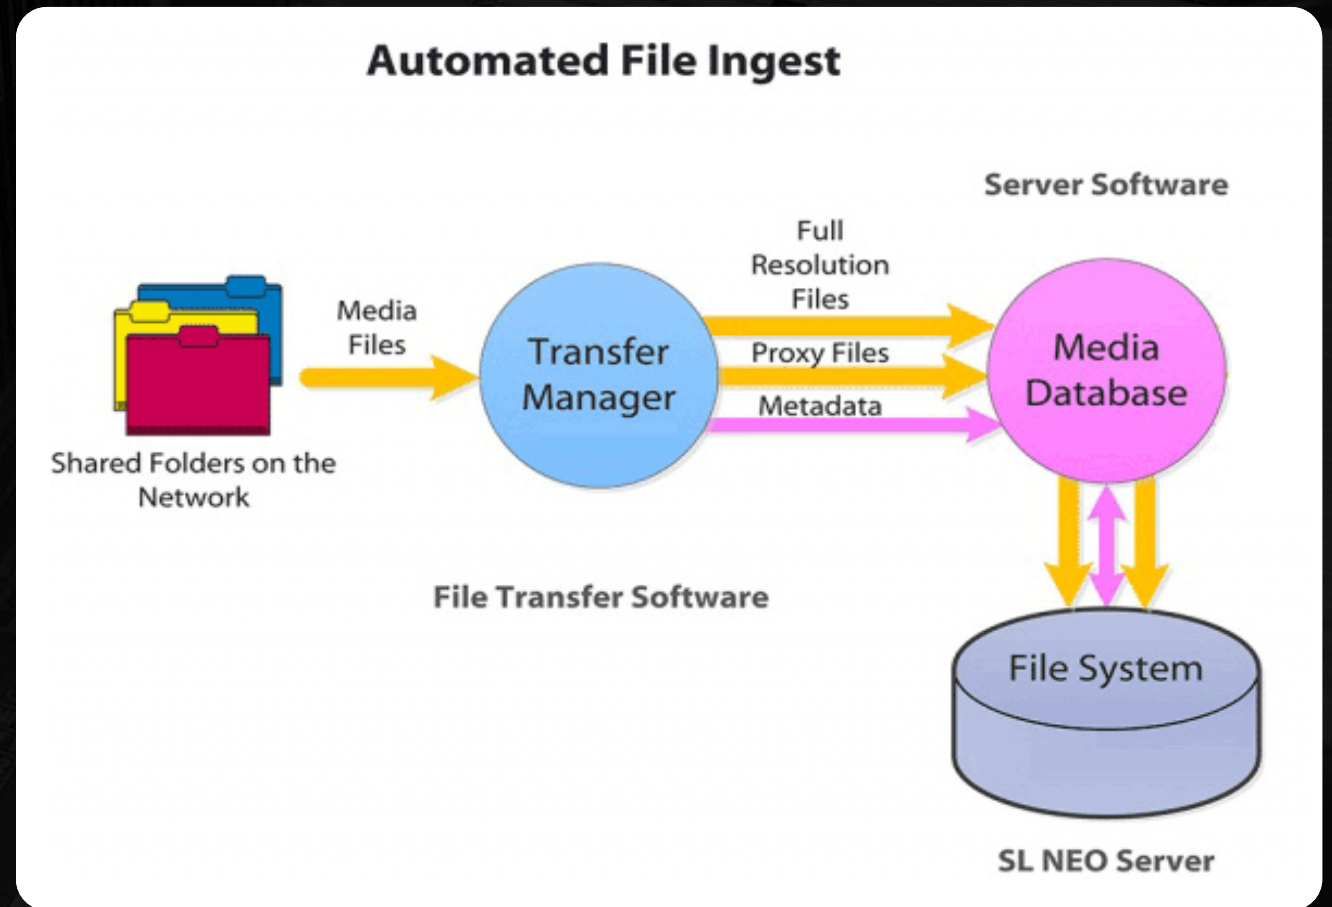 Automated File Ingest
Server Software
Full
Resolution
Files
Media
Files
Proxy Files
Metadata
Transfer
Manager
Media
Database
Shared Folders on the
Network
File Transfer Software
File System
SL NEO Server